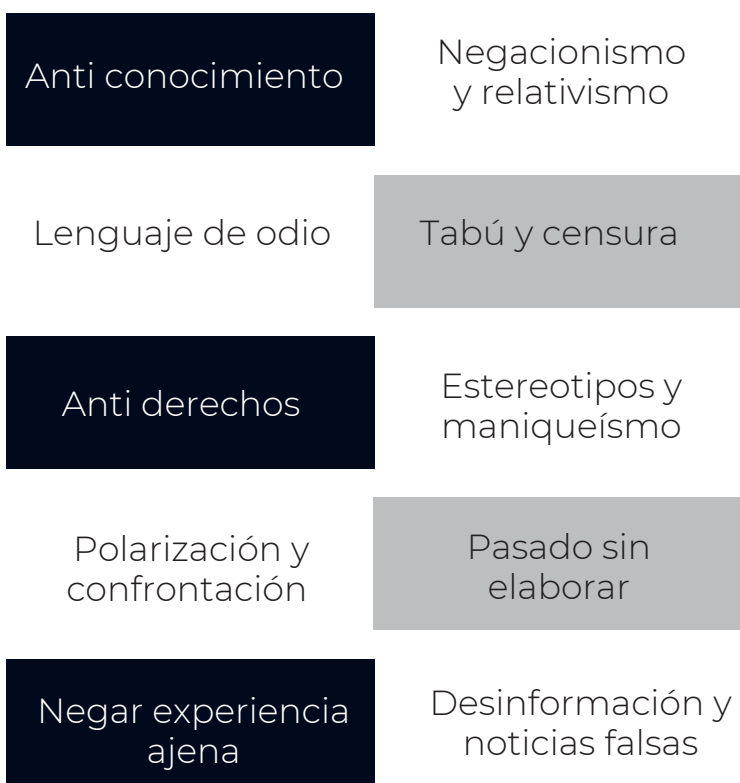 Anti conocimiento
Negacionismo
y relativismo
Lenguaje de odio
Tabú y censura
Anti derechos
Estereotipos y
maniqueísmo
Polarización y
confrontación
Pasado sin
elaborar
Negar experiencia
ajena
Desinformación y
noticias falsas